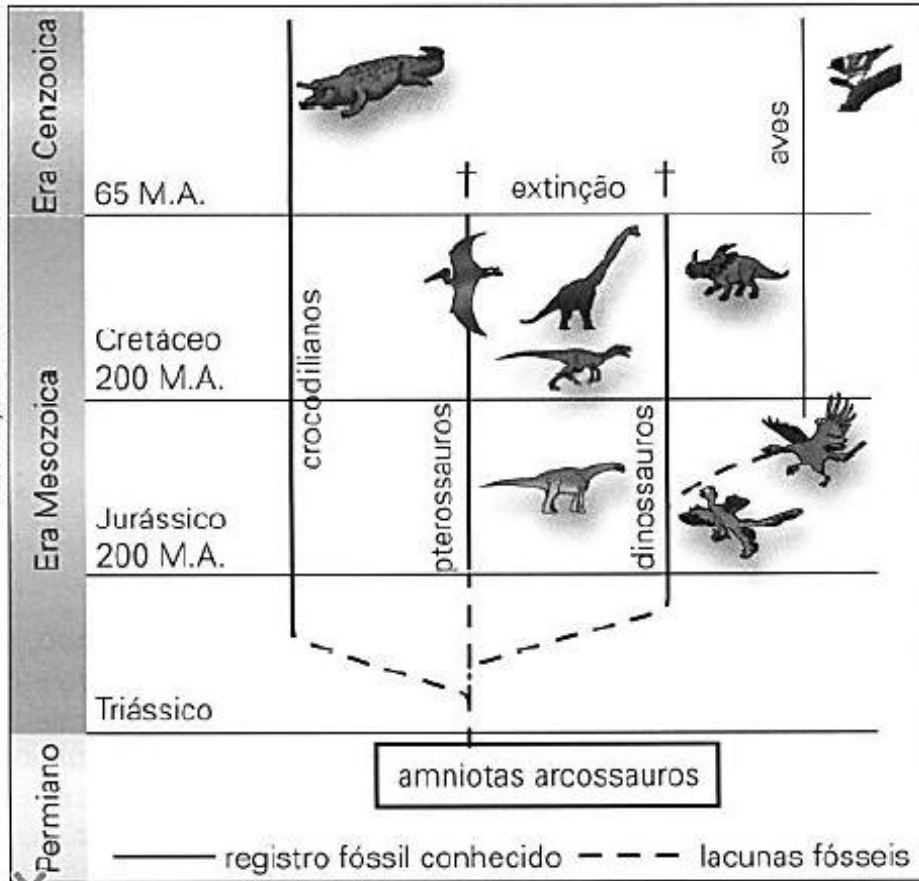 Era Cenzooica
65 M.A.
extinção
aves
Era Mesozoica
Cretáceo
200 M.A.
crocodilianos
pterossauros
dinossauros
Jurássico
200 M.A.
Triássico
Permiano
amniotas arcossauros
registro fóssil conhecido
lacunas fósseis